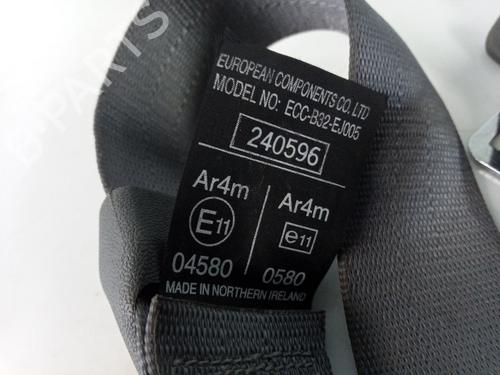 EUROPEAN COMPONENTS CO. LTD
MODEL NO: ECC-B32-EJ005
240596
Ar4m
E11
04580
Ar4m
e11
0580
MADE IN NORTHERN IRELAND